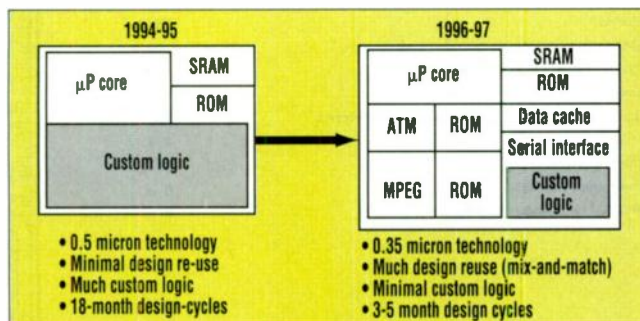 1994-95
μP core
SRAM
ROM
Custom logic
• 0.5 micron technology
• Minimal design re-use
• Much custom logic
• 18-month design-cycles
1996-97
μP core
SRAM
ROM
Data cache
Serial interface
ATM
ROM
MPEG
ROM
Custom
logic
• 0.35 micron technology
• Much design reuse (mix-and-match)
• Minimal custom logic
• 3-5 month design cycles